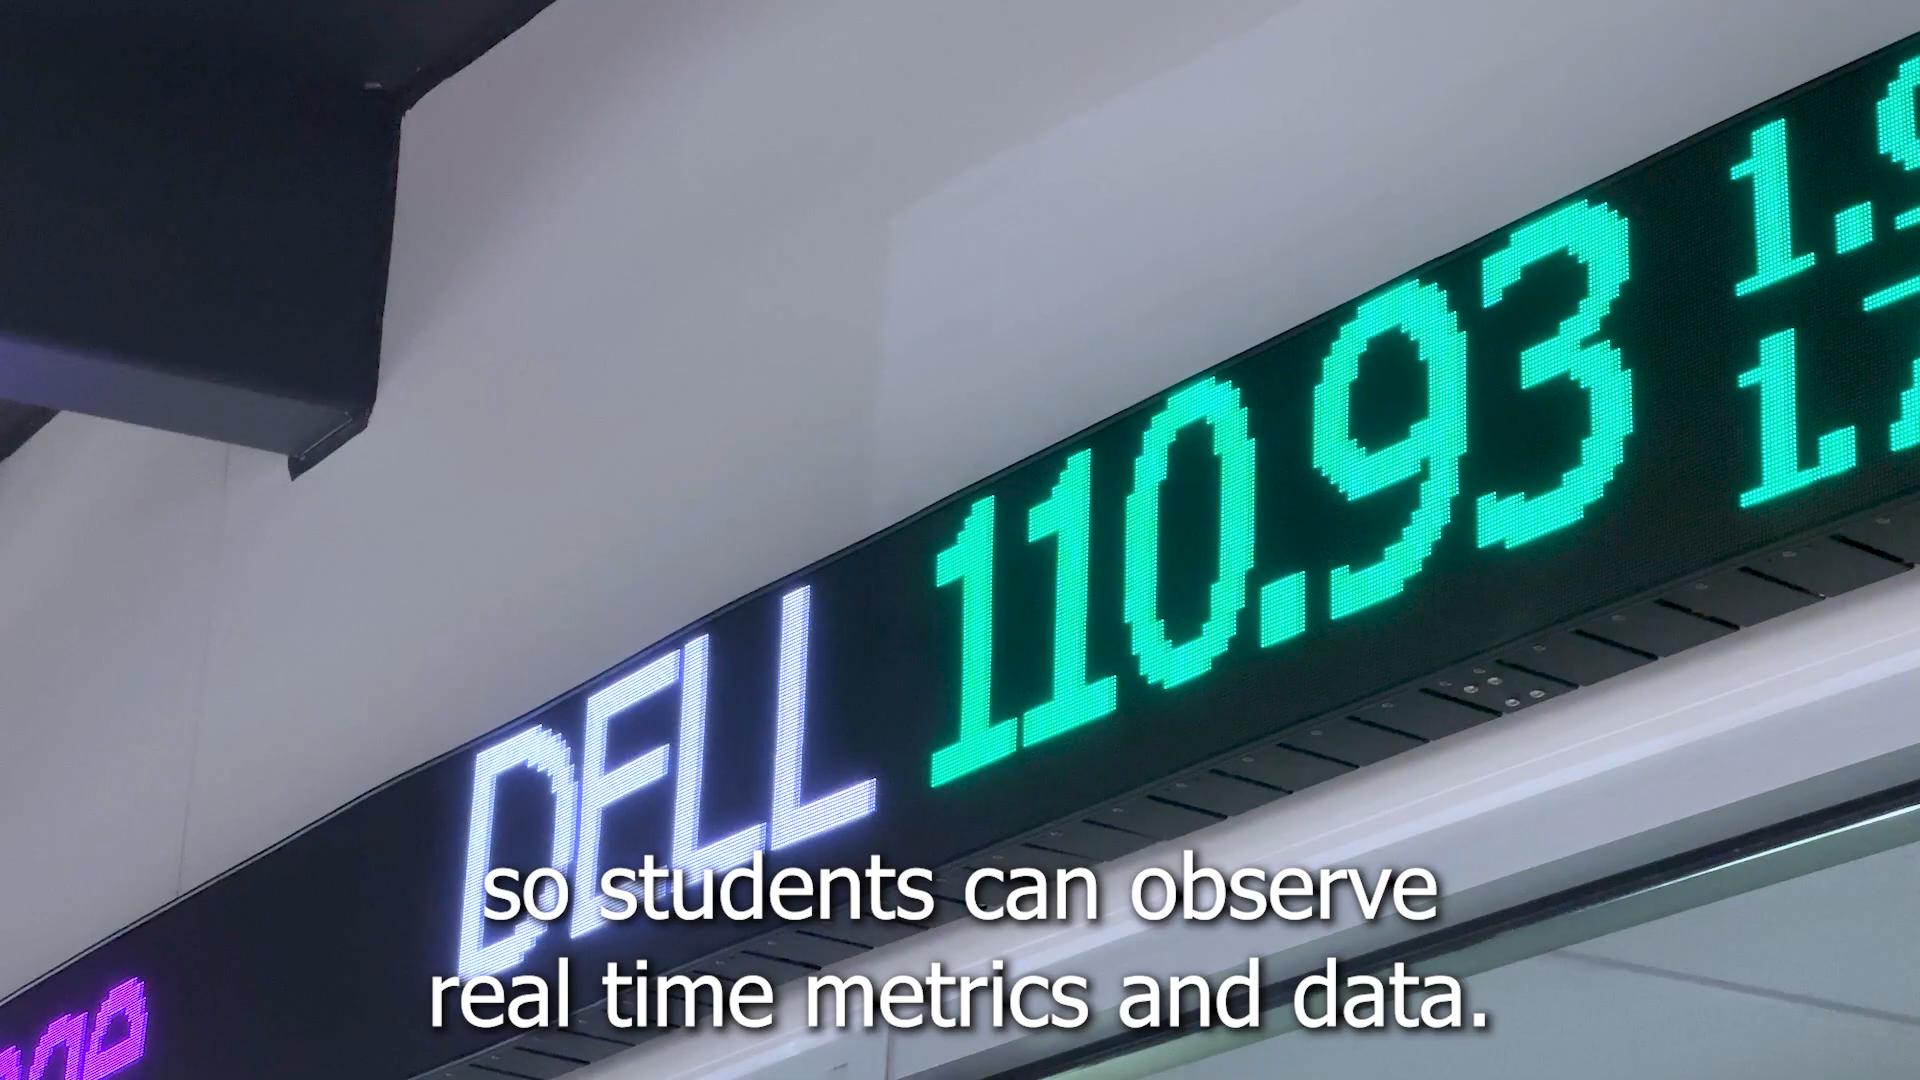 DELL 110.93
so students can observe
real time metrics and data.